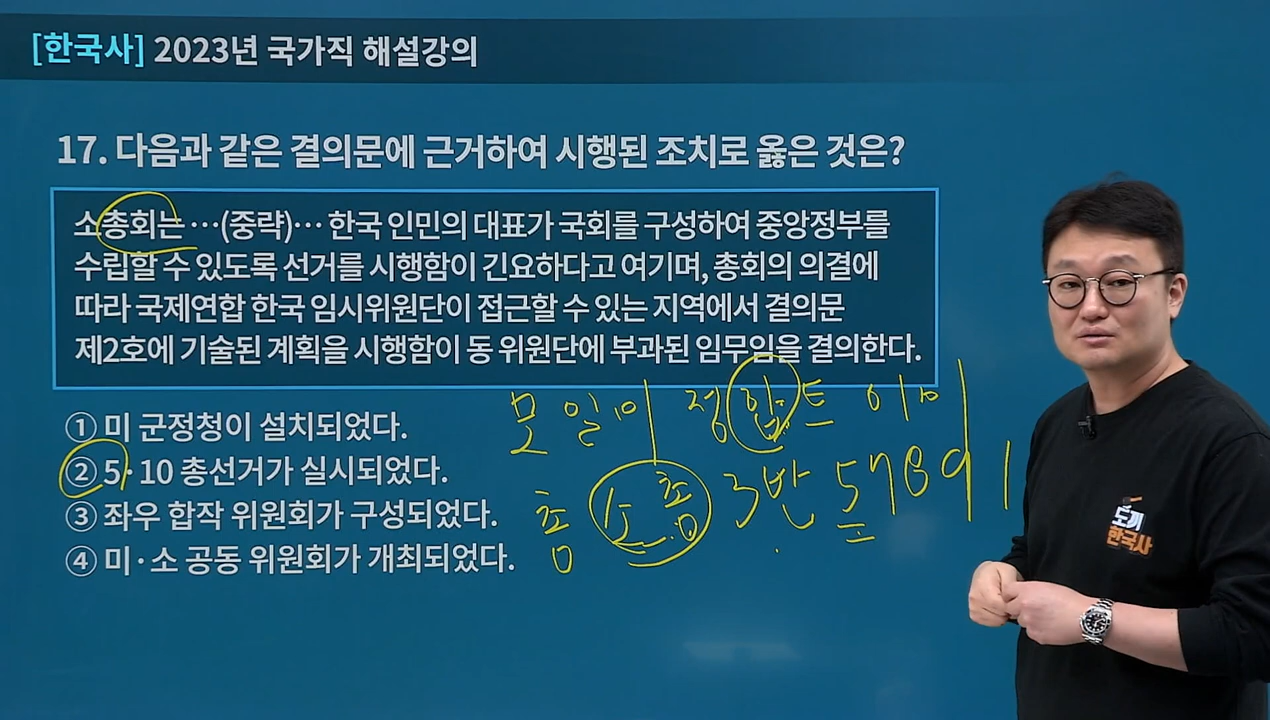 [한국사] 2023년 국가직 해설강의
17. 다음과 같은 결의문에 근거하여 시행된 조치로 옳은 것은?
소총회는 …(중략)… 한국 인민의 대표가 국회를 구성하여 중앙정부를
수립할 수 있도록 선거를 시행함이 긴요하다고 여기며, 총회의 의결에
따라 국제연합 한국 임시위원단이 접근할 수 있는 지역에서 결의문
제2호에 기술된 계획을 시행함이 동 위원단에 부과된 임무임을 결의한다.
① 미 군정청이 설치되었다.
② 5·10 총선거가 실시되었다.
③ 좌우 합작 위원회가 구성되었다.
④ 미·소 공동 위원회가 개최되었다.
모 일 미 정 합 트 이 미
총 소총 3반 5 7 8 9 1
도끼
한국사